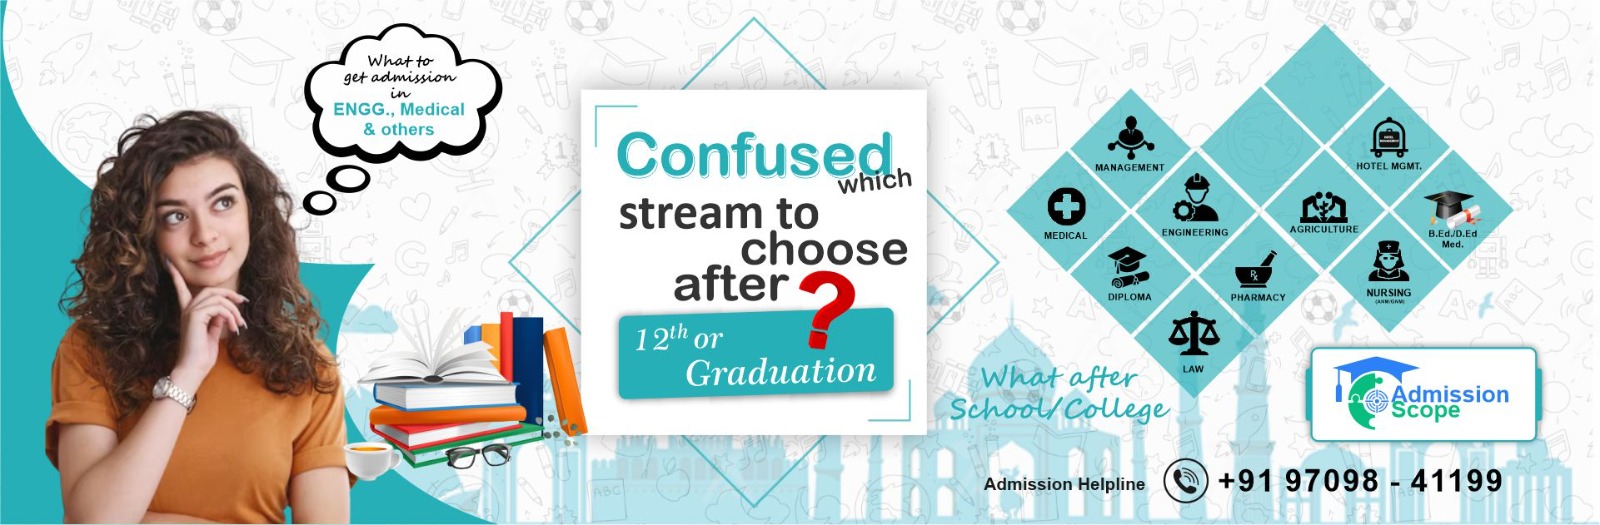 What to
get admission
in
ENGG., Medical
& others
Confused
which
stream to
choose
after ?
12th or
Graduation
MANAGEMENT
HOTEL MGMT.
MEDICAL
ENGINEERING
AGRICULTURE
B.Ed./D.Ed
Med.
DIPLOMA
PHARMACY
NURSING
(ANM/GNM)
LAW
What after
School/College
Admission
Scope
Admission Helpline +91 97098 - 41199